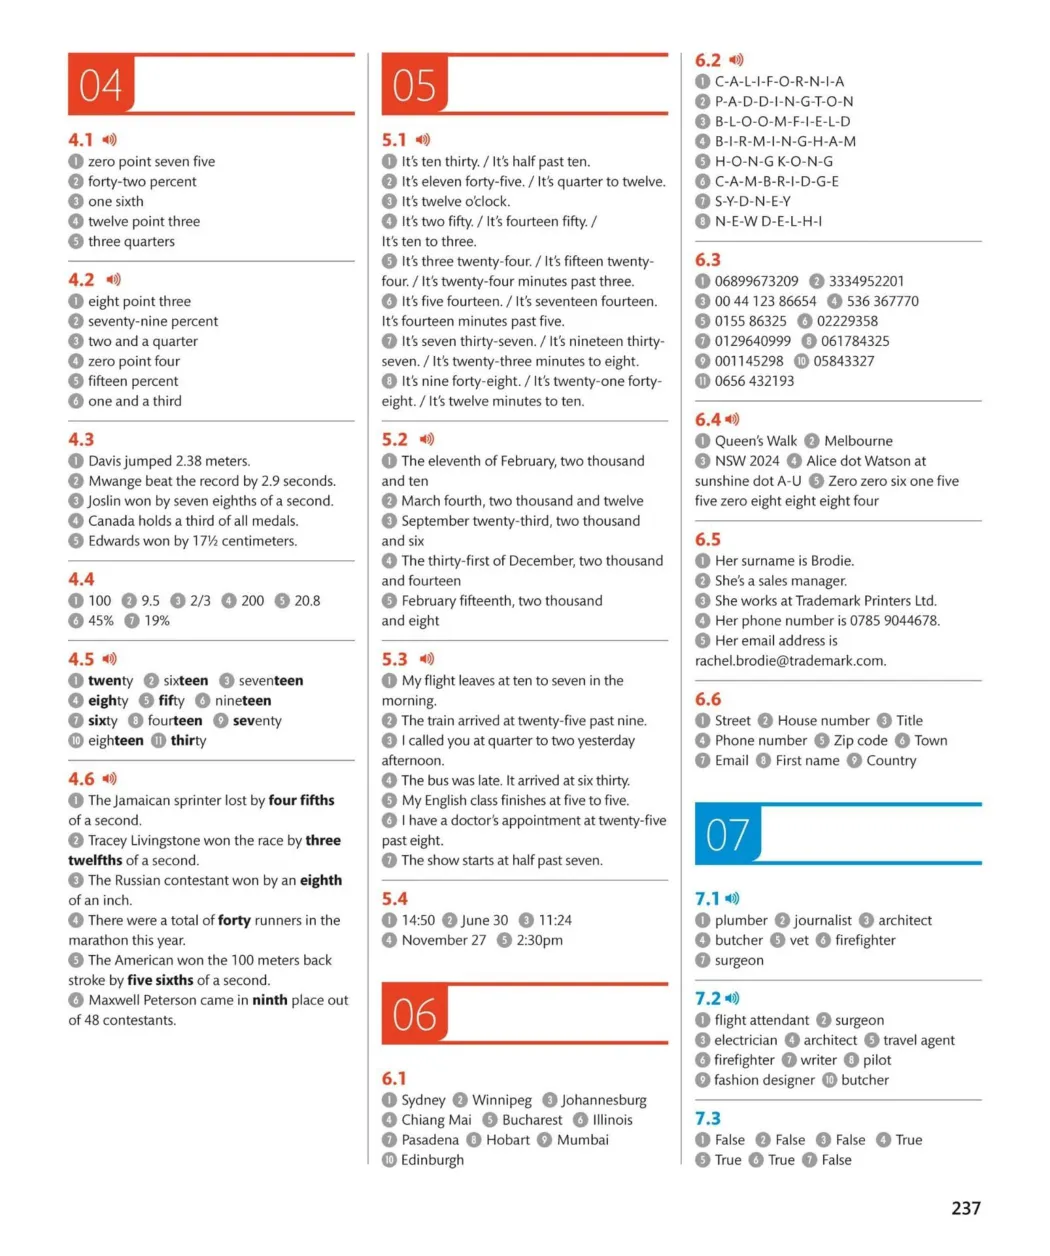 04
4.1
1 zero point seven five
2 forty-two percent
3 one sixth
4 twelve point three
5 three quarters
4.2
1 eight point three
2 seventy-nine percent
3 two and a quarter
4 zero point four
5 fifteen percent
6 one and a third
4.3
1 Davis jumped 2.38 meters.
2 Mwange beat the record by 2.9 seconds.
3 Joslin won by seven eighths of a second.
4 Canada holds a third of all medals.
5 Edwards won by 17½ centimeters.
4.4
1 100 2 9.5 3 2/3 4 200 5 20.8
6 45% 7 19%
4.5
1 twenty 2 sixteen 3 seventeen
4 eighty 5 fifty 6 nineteen
7 sixty 8 fourteen 9 seventy
10 eighteen 11 thirty
4.6
1 The Jamaican sprinter lost by four fifths
of a second.
2 Tracey Livingstone won the race by three
twelfths of a second.
3 The Russian contestant won by an eighth
of an inch.
4 There were a total of forty runners in the
marathon this year.
5 The American won the 100 meters back
stroke by five sixths of a second.
6 Maxwell Peterson came in ninth place out
of 48 contestants.
05
5.1
1 It's ten thirty. / It's half past ten.
2 It's eleven forty-five. / It's quarter to twelve.
3 It's twelve o'clock.
4 It's two fifty. / It's fourteen fifty. /
It's ten to three.
5 It's three twenty-four. / It's fifteen twenty-
four. / It's twenty-four minutes past three.
6 It's five fourteen. / It's seventeen fourteen.
It's fourteen minutes past five.
7 It's seven thirty-seven. / It's nineteen thirty-
seven. / It's twenty-three minutes to eight.
8 It's nine forty-eight. / It's twenty-one forty-
eight. / It's twelve minutes to ten.
5.2
1 The eleventh of February, two thousand
and ten
2 March fourth, two thousand and twelve
3 September twenty-third, two thousand
and six
4 The thirty-first of December, two thousand
and fourteen
5 February fifteenth, two thousand
and eight
5.3
1 My flight leaves at ten to seven in the
morning.
2 The train arrived at twenty-five past nine.
3 I called you at quarter to two yesterday
afternoon.
4 The bus was late. It arrived at six thirty.
5 My English class finishes at five to five.
6 I have a doctor's appointment at twenty-five
past eight.
7 The show starts at half past seven.
5.4
1 14:50 2 June 30 3 11:24
4 November 27 5 2:30pm
06
6.1
1 Sydney 2 Winnipeg 3 Johannesburg
4 Chiang Mai 5 Bucharest 6 Illinois
7 Pasadena 8 Hobart 9 Mumbai
10 Edinburgh
6.2
1 C-A-L-I-F-O-R-N-I-A
2 P-A-D-D-I-N-G-T-O-N
3 B-L-O-O-M-F-I-E-L-D
4 B-I-R-M-I-N-G-H-A-M
5 H-O-N-G K-O-N-G
6 C-A-M-B-R-I-D-G-E
7 S-Y-D-N-E-Y
8 N-E-W D-E-L-H-I
6.3
1 06899673209 2 3334952201
3 00 44 123 86654 4 536 367770
5 0155 86325 6 02229358
7 0129640999 8 061784325
9 001145298 10 05843327
11 0656 432193
6.4
1 Queen's Walk 2 Melbourne
3 NSW 2024 4 Alice dot Watson at
sunshine dot A-U 5 Zero zero six one five
five zero eight eight eight four
6.5
1 Her surname is Brodie.
2 She's a sales manager.
3 She works at Trademark Printers Ltd.
4 Her phone number is 0785 9044678.
5 Her email address is
rachel.brodie@trademark.com.
6.6
1 Street 2 House number 3 Title
4 Phone number 5 Zip code 6 Town
7 Email 8 First name 9 Country
07
7.1
1 plumber 2 journalist 3 architect
4 butcher 5 vet 6 firefighter
7 surgeon
7.2
1 flight attendant 2 surgeon
3 electrician 4 architect 5 travel agent
6 firefighter 7 writer 8 pilot
9 fashion designer 10 butcher
7.3
1 False 2 False 3 False 4 True
5 True 6 True 7 False
237